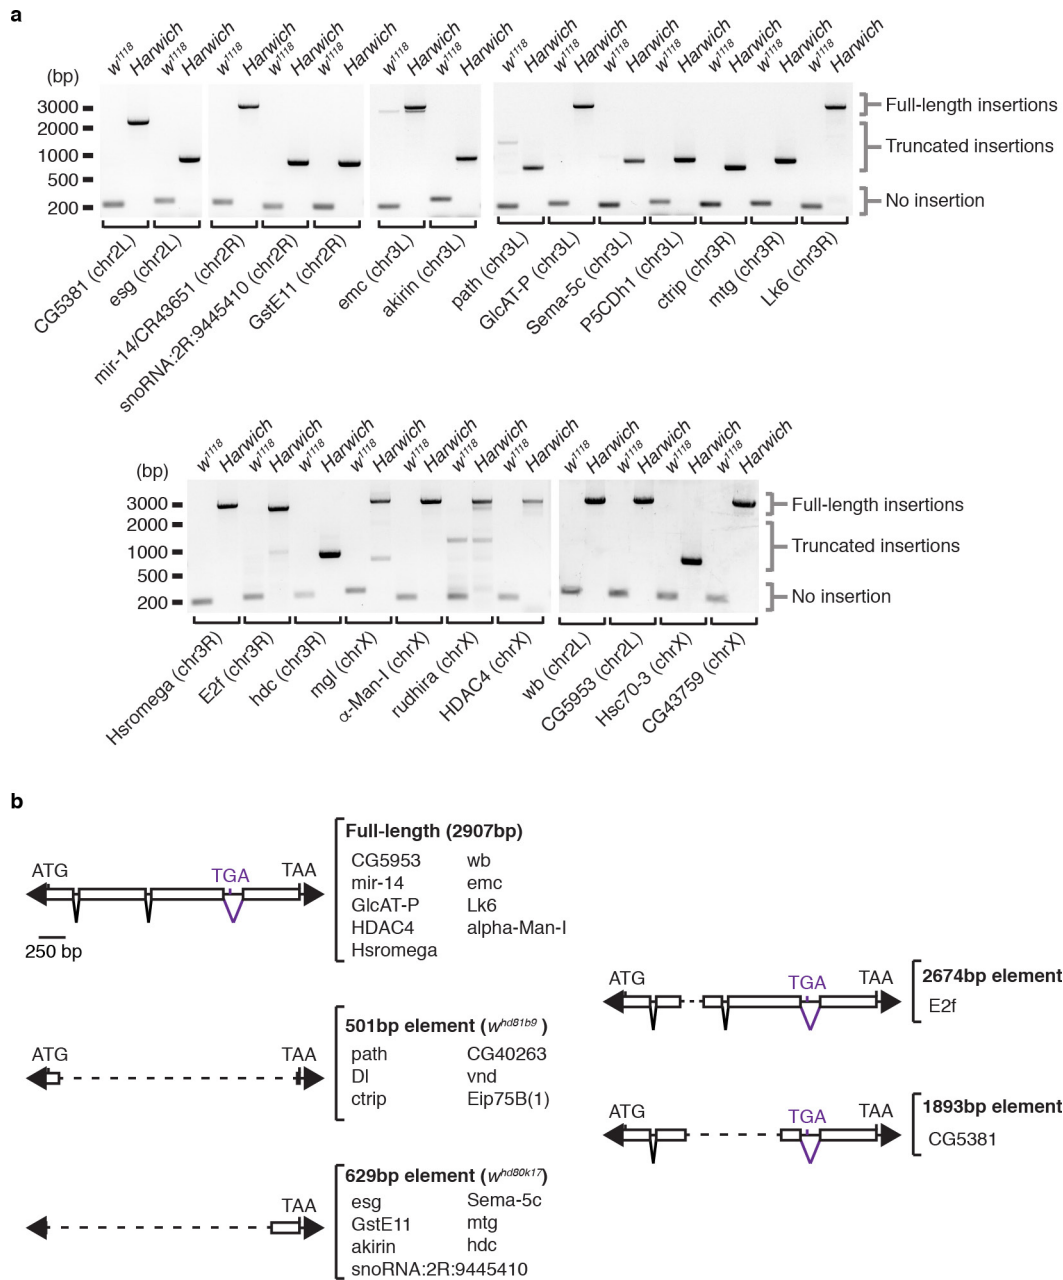 a
w1118 Harwich w1118 Harwich w1118 Harwich w1118 Harwich w1118 Harwich w1118 Harwich w1118 Harwich w1118 Harwich w1118 Harwich w1118 Harwich w1118 Harwich w1118 Harwich w1118 Harwich w1118 Harwich
(bp)
3000
2000
1000
500
200
Full-length insertions
Truncated insertions
No insertion
CG5381 (chr2L)
esg (chr2L)
mir-14/CR43651 (chr2R)
snoRNA:2R:9445410 (chr2R)
GstE11 (chr2R)
emc (chr3L)
akirin (chr3L)
path (chr3L)
GlcAT-P (chr3L)
Sema-5c (chr3L)
P5CDh1 (chr3L)
ctrip (chr3R)
mtg (chr3R)
Lk6 (chr3R)
w1118 Harwich w1118 Harwich w1118 Harwich w1118 Harwich w1118 Harwich w1118 Harwich w1118 Harwich w1118 Harwich w1118 Harwich w1118 Harwich w1118 Harwich
(bp)
3000
2000
1000
500
200
Full-length insertions
Truncated insertions
No insertion
Hsromega (chr3R)
E2f (chr3R)
hdc (chr3R)
mgl (chrX)
α-Man-I (chrX)
rudhira (chrX)
HDAC4 (chrX)
wb (chr2L)
CG5953 (chr2L)
Hsc70-3 (chrX)
CG43759 (chrX)
b
ATG TGA TAA
250 bp
Full-length (2907bp)
CG5953 wb
mir-14 emc
GlcAT-P Lk6
HDAC4 alpha-Man-I
Hsromega
ATG TAA
501bp element (whd81b9)
path CG40263
Dl vnd
ctrip Eip75B(1)
TAA
629bp element (whd80k17)
esg Sema-5c
GstE11 mtg
akirin hdc
snoRNA:2R:9445410
ATG TGA TAA
2674bp element
E2f
ATG TGA TAA
1893bp element
CG5381